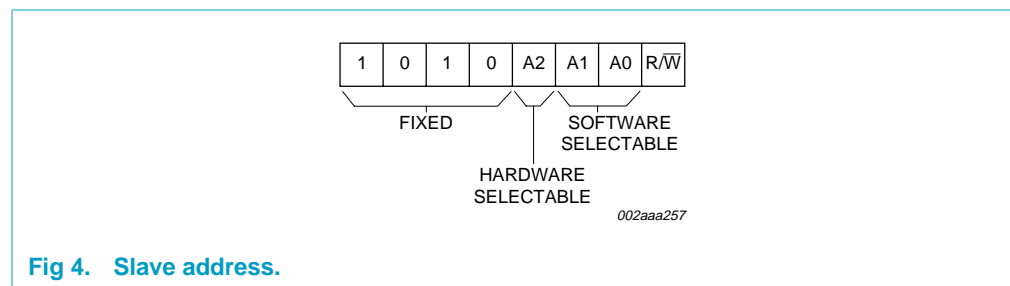 1 0 1 0 A2 A1 A0 R/W̅
FIXED
SOFTWARE
SELECTABLE
HARDWARE
SELECTABLE
002aaa257
Fig 4. Slave address.